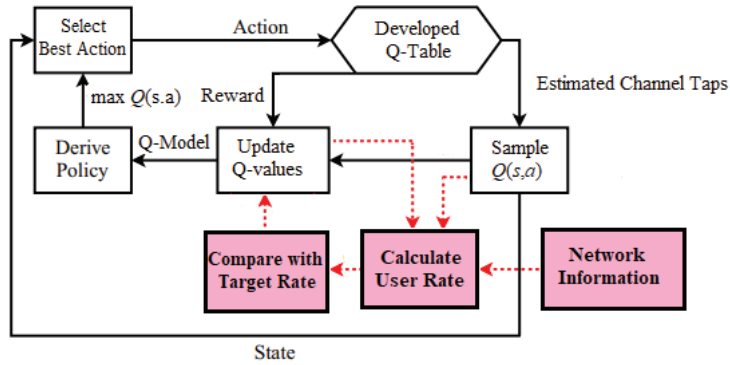 Select
Best Action
Action
Developed
Q-Table
Estimated Channel Taps
max Q(s.a)
Reward
Derive
Policy
Q-Model
Update
Q-values
Sample
Q(s,a)
Compare with
Target Rate
Calculate
User Rate
Network
Information
State